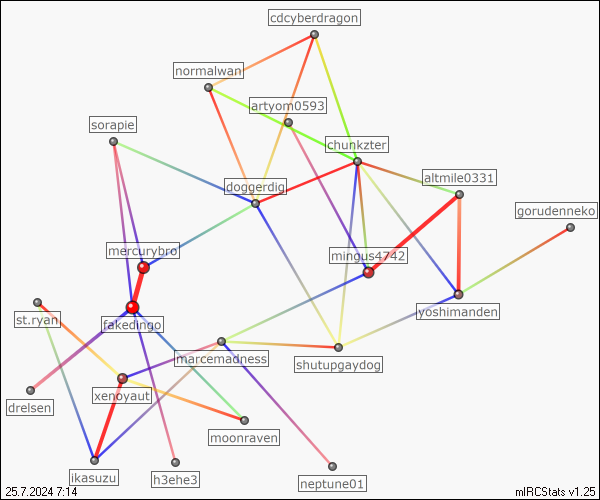 cdcyberdragon
normalwan
artyom0593
sorapie
chunkzter
altmile0331
doggerdig
gorudenneko
mercurybro
mingus4742
st.ryan
fakedingo
yoshimanden
marcemadness
shutupgaydog
xenoyaut
drelsen
moonraven
ikasuzu
h3ehe3
neptune01
25.7.2024 7:14
mIRCStats v1.25